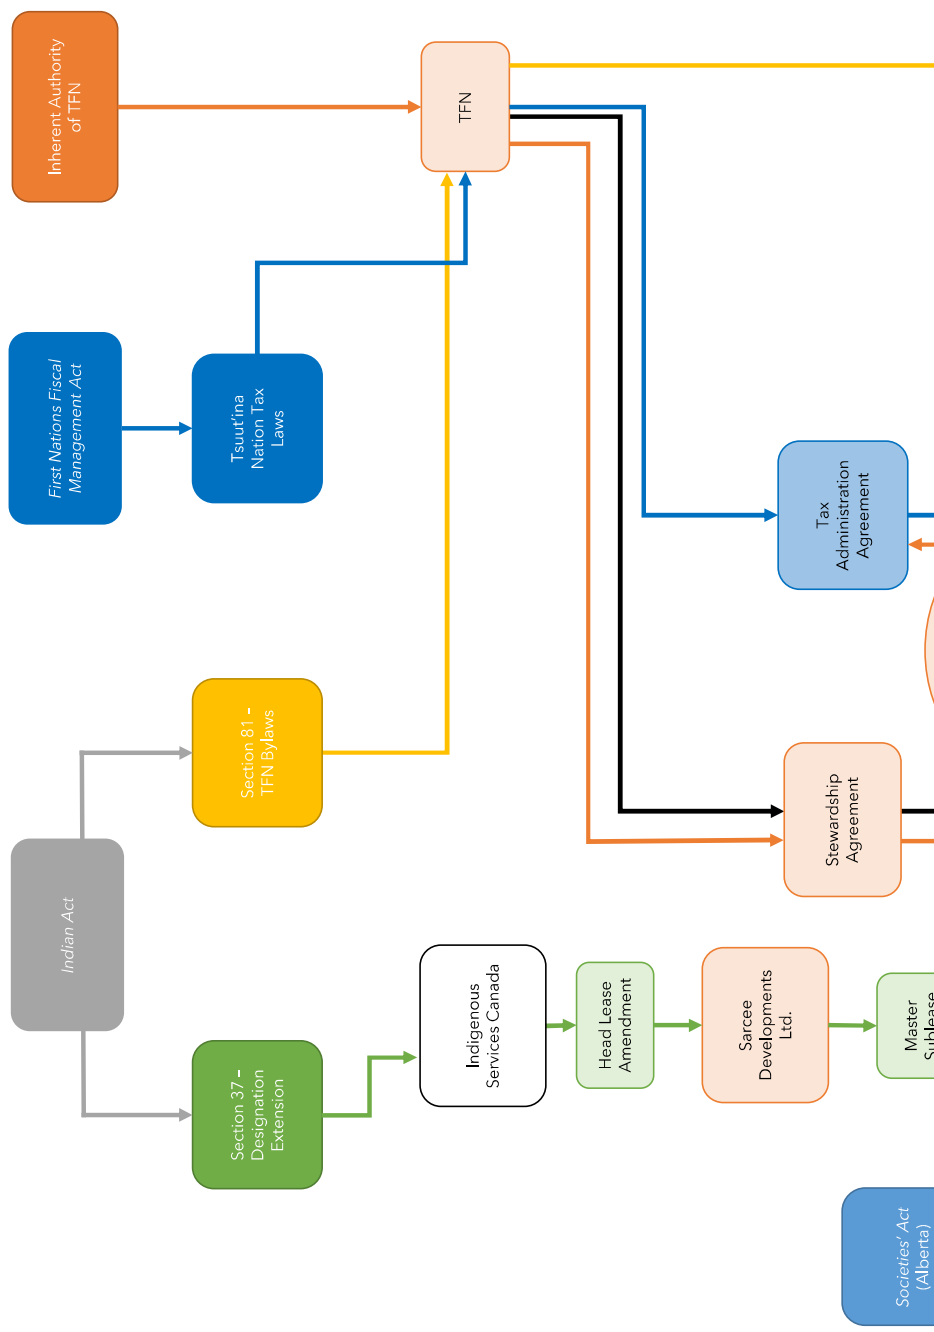 Indian Act
First Nations Fiscal
Management Act
Inherent Authority
of TFN
Section 37 –
Designation
Extension
Section 81 –
TFN Bylaws
Tsuut’ina
Nation Tax
Laws
Indigenous
Services Canada
TFN
Head Lease
Amendment
Sarcee
Developments
Ltd.
Stewardship
Agreement
Tax
Administration
Agreement
Societies’ Act
(Alberta)
Master
Sublease